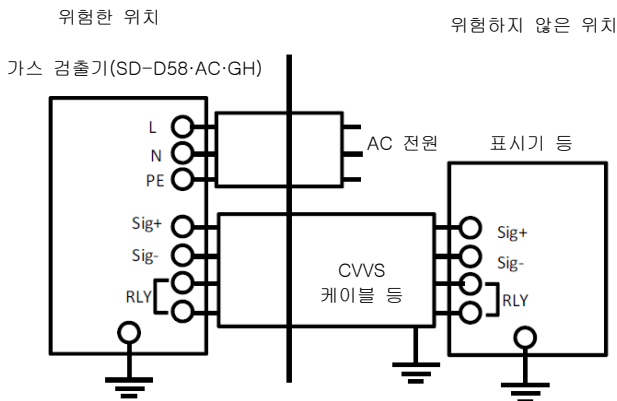 위험한 위치
위험하지 않은 위치
가스 검출기(SD-D58·AC·GH)
L
N
PE
AC 전원
표시기 등
Sig+
Sig-
RLY
CVVS
케이블 등
Sig+
Sig-
RLY